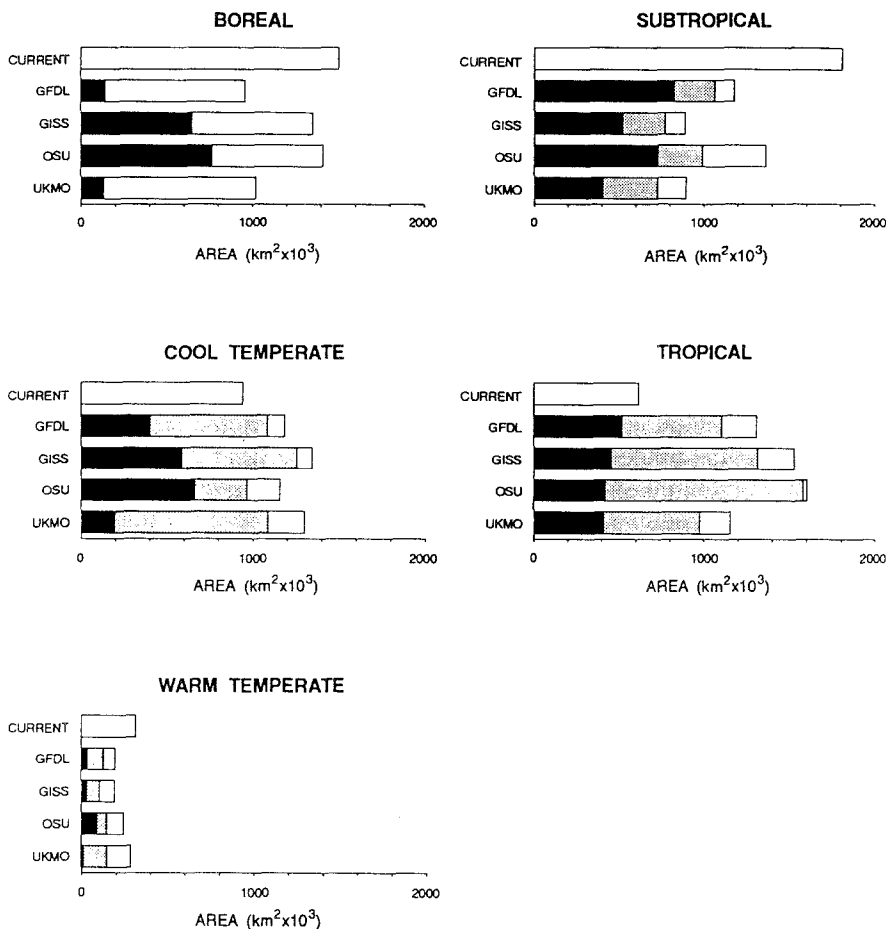 BOREAL
CURRENT
GFDL
GISS
OSU
UKMO
0 1000 2000
AREA (km²x10³)
SUBTROPICAL
CURRENT
GFDL
GISS
OSU
UKMO
0 1000 2000
AREA (km²x10³)
COOL TEMPERATE
CURRENT
GFDL
GISS
OSU
UKMO
0 1000 2000
AREA (km²x10³)
TROPICAL
CURRENT
GFDL
GISS
OSU
UKMO
0 1000 2000
AREA (km²x10³)
WARM TEMPERATE
CURRENT
GFDL
GISS
OSU
UKMO
0 1000 2000
AREA (km²x10³)